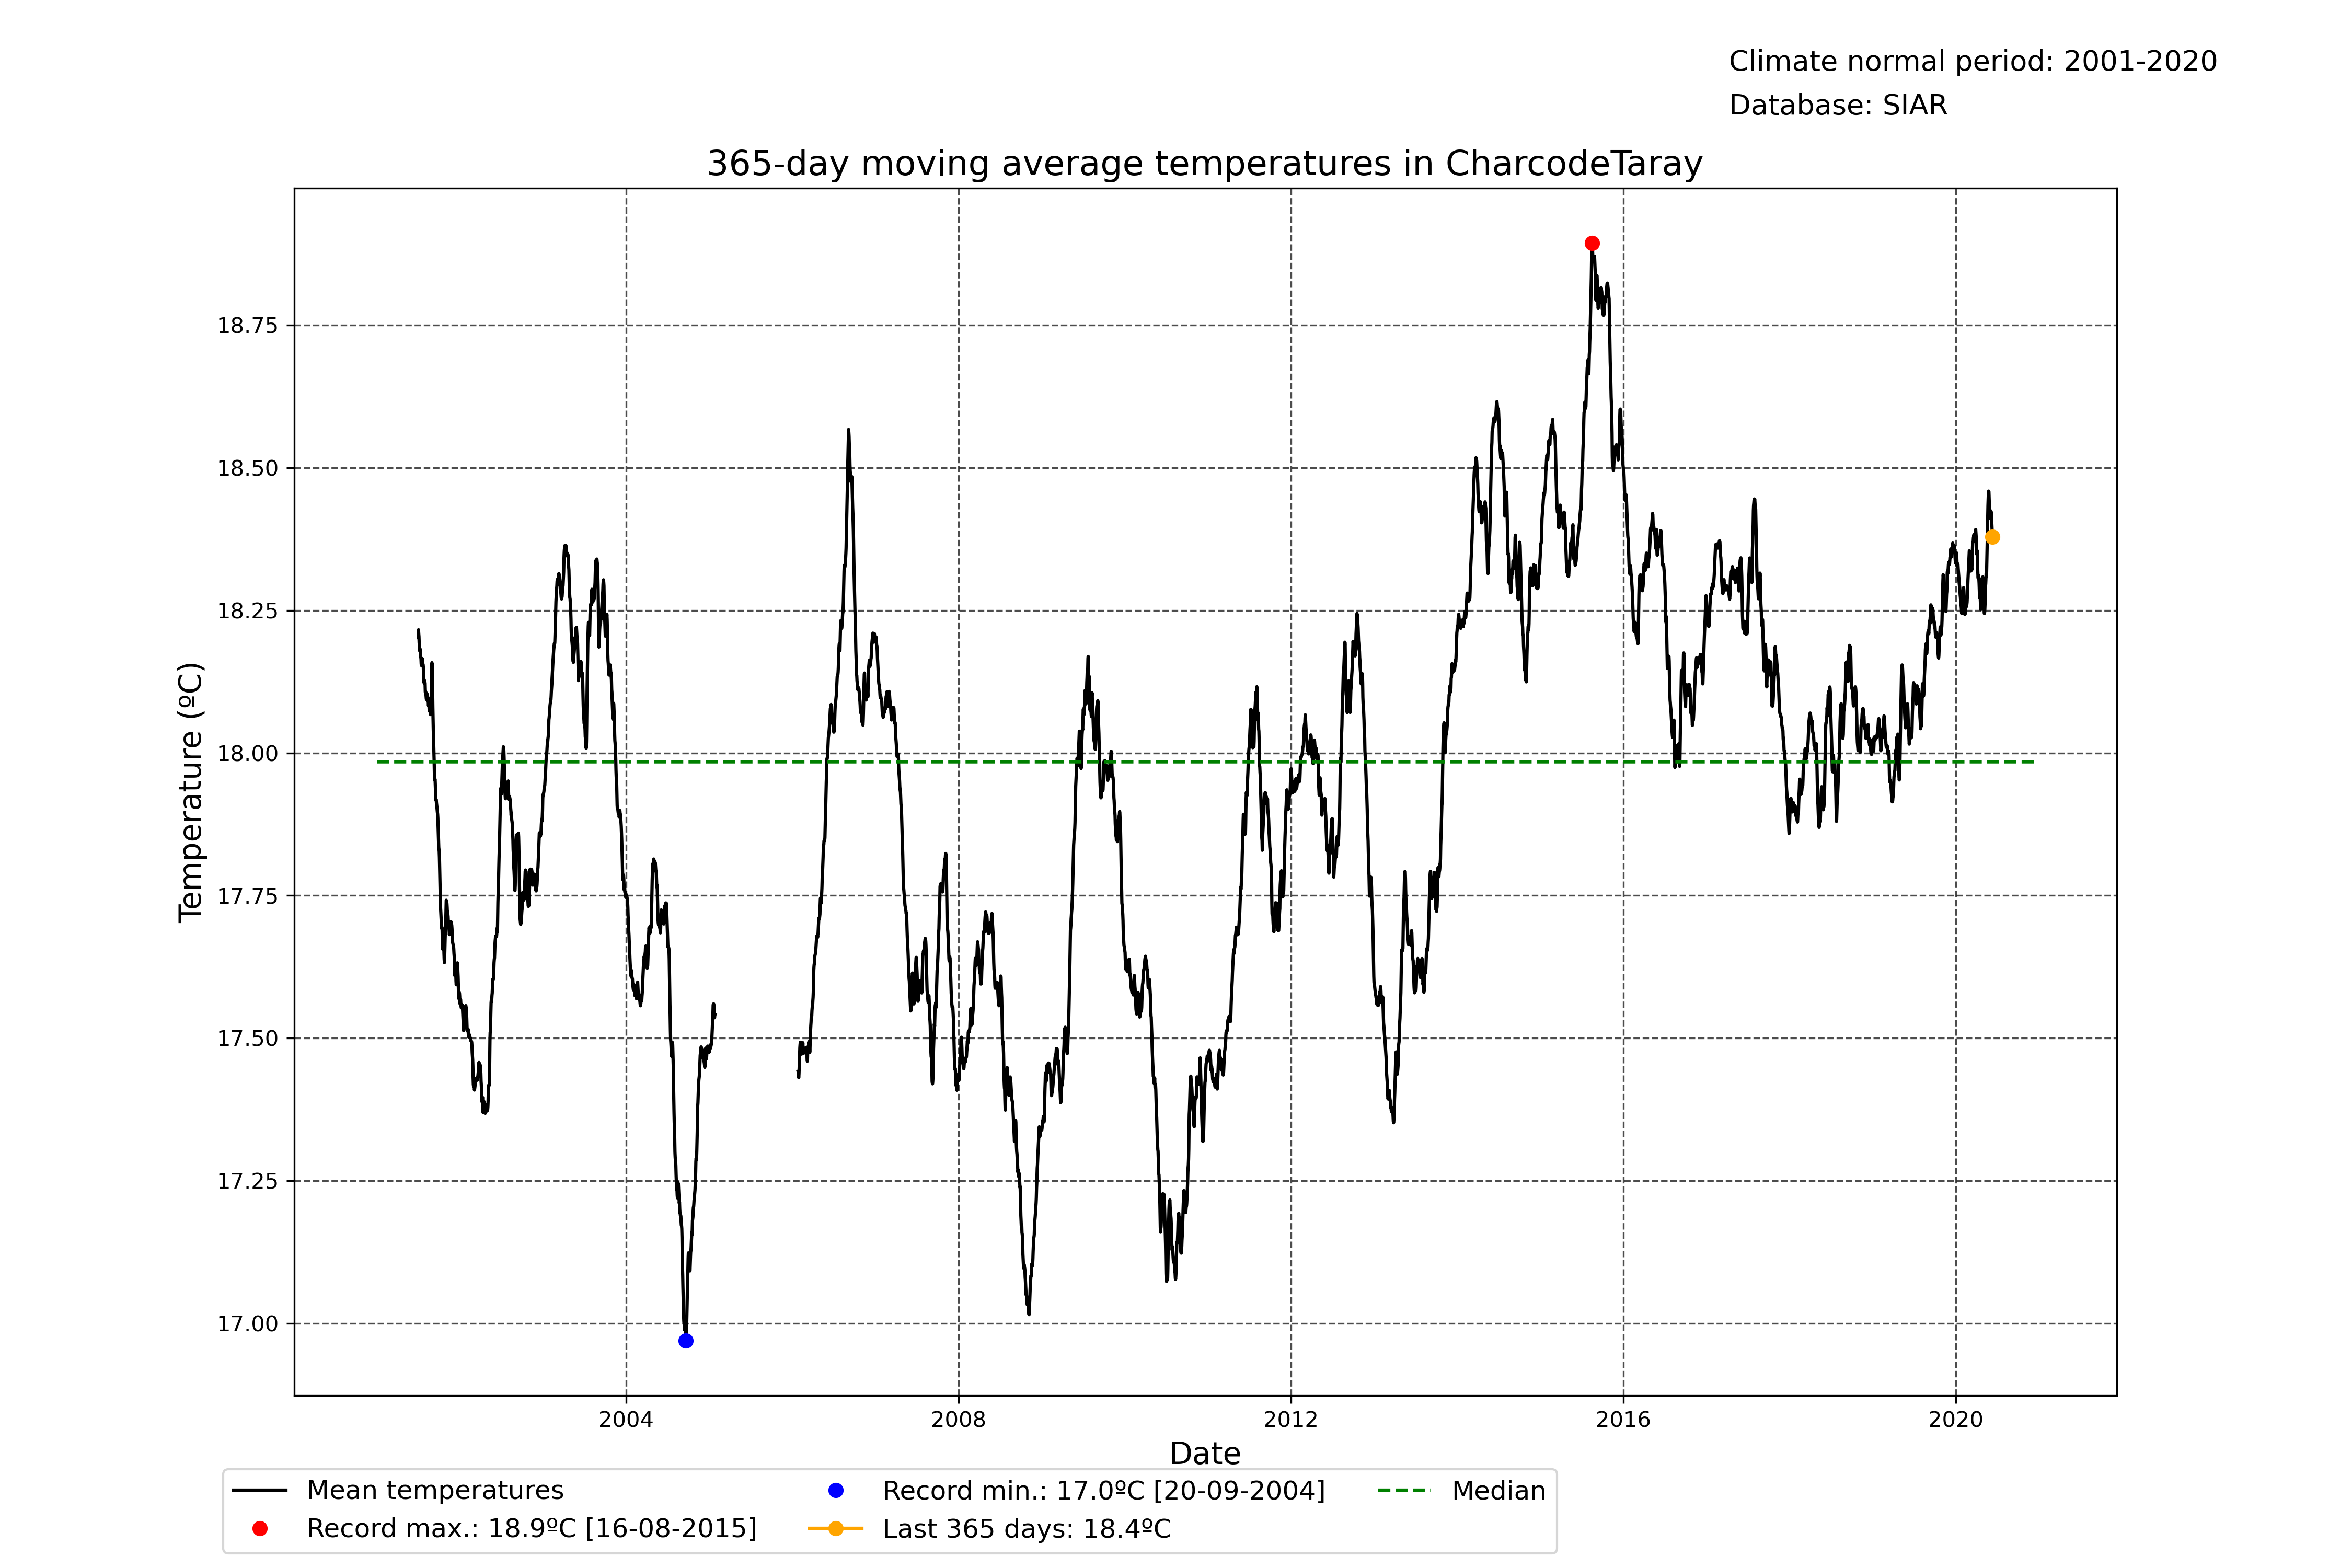 Climate normal period: 2001-2020
Database: SIAR
365-day moving average temperatures in CharcodeTaray
Temperature (ºC)
18.75
18.50
18.25
18.00
17.75
17.50
17.25
17.00
2004 2008 2012 2016 2020
Date
Mean temperatures
Record max.: 18.9ºC [16-08-2015]
Record min.: 17.0ºC [20-09-2004]
Last 365 days: 18.4ºC
Median